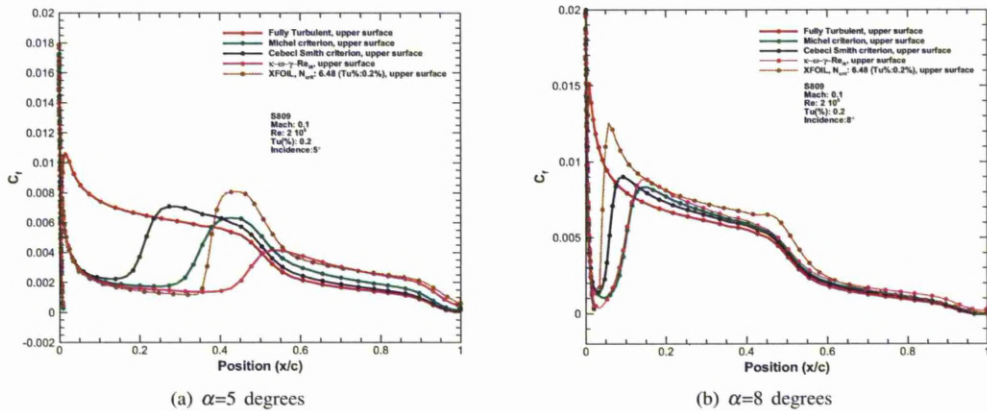 0.02
0.018
0.016
0.014
0.012
0.01
0.008
0.006
0.004
0.002
0
-0.002
Cf
0
0.2
0.4
0.6
0.8
1
Position (x/c)
Fully Turbulent, upper surface
Michel criterion, upper surface
Cebeci Smith criterion, upper surface
κ-ω-γ-Reθt, upper surface
XFOIL, Ncrit: 6.48 (Tu%:0.2%), upper surface
S809
Mach: 0.1
Re: 2 10⁶
Tu(%): 0.2
Incidence:5°
(a) α=5 degrees
0.02
0.015
0.01
0.005
0
Cf
0
0.2
0.4
0.6
0.8
1
Position (x/c)
Fully Turbulent, upper surface
Michel criterion, upper surface
Cebeci Smith criterion, upper surface
κ-ω-γ-Reθt, upper surface
XFOIL, Ncrit: 6.48 (Tu%:0.2%), upper surface
S809
Mach: 0.1
Re: 2 10⁶
Tu(%): 0.2
Incidence:8°
(b) α=8 degrees